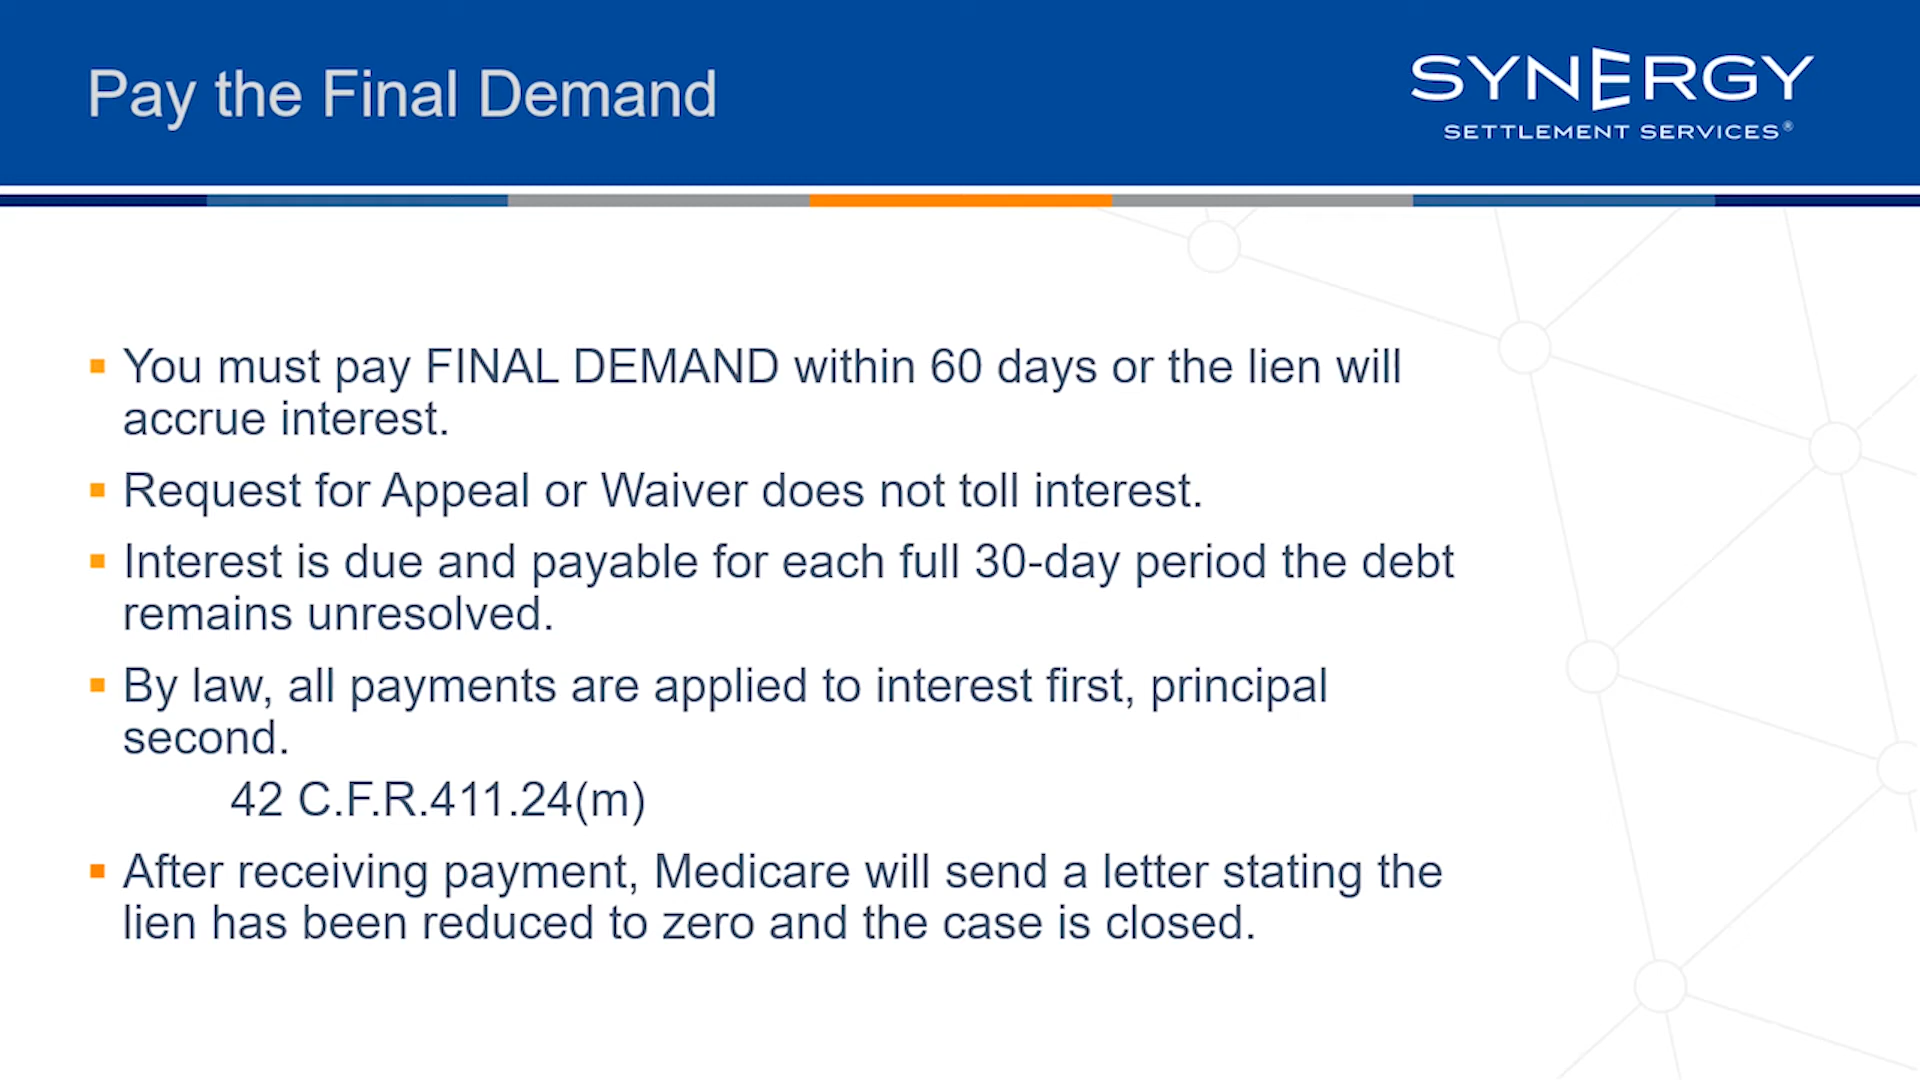 Pay the Final Demand
SYNERGY
SETTLEMENT SERVICES®
You must pay FINAL DEMAND within 60 days or the lien will
accrue interest.
Request for Appeal or Waiver does not toll interest.
Interest is due and payable for each full 30-day period the debt
remains unresolved.
By law, all payments are applied to interest first, principal
second.
42 C.F.R.411.24(m)
After receiving payment, Medicare will send a letter stating the
lien has been reduced to zero and the case is closed.